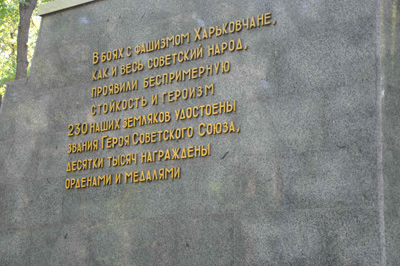 В боях с фашизмом Харьковчане,
как и весь советский народ,
проявили беспримерную
стойкость и героизм
230 наших земляков удостоены
звания Героя Советского Союза,
десятки тысяч награждены
орденами и медалями